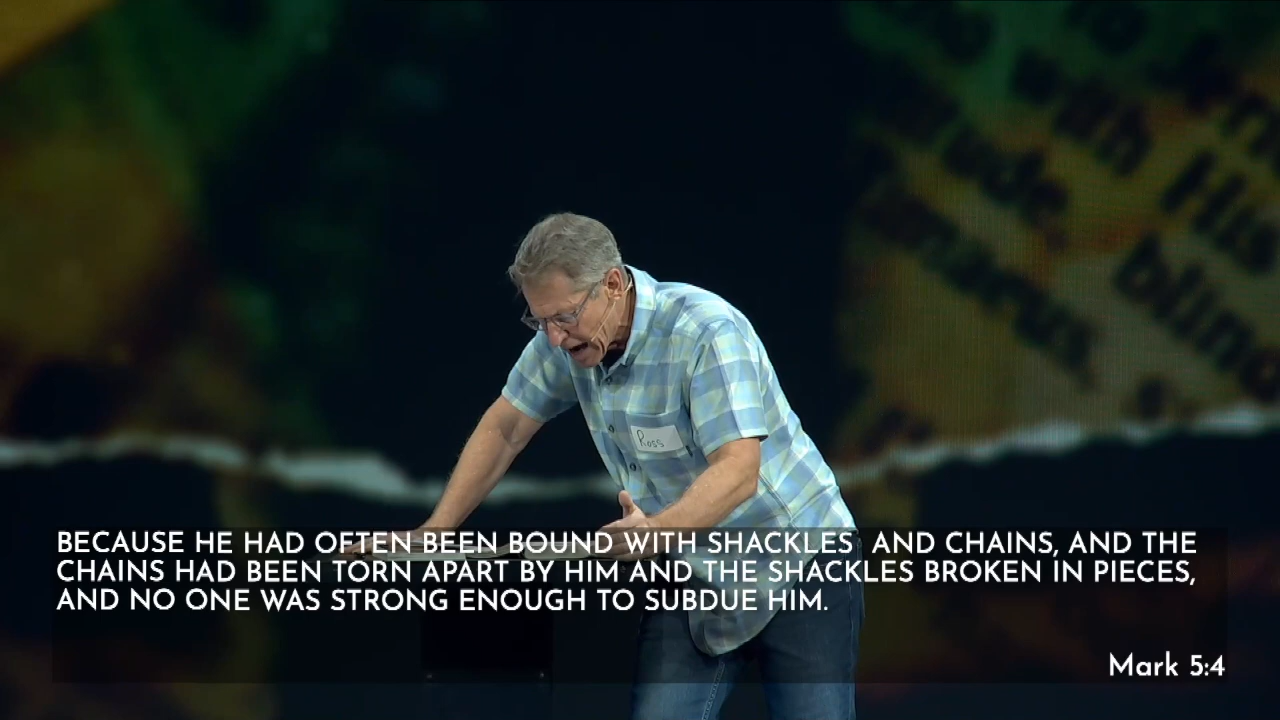 Ross
BECAUSE HE HAD OFTEN BEEN BOUND WITH SHACKLES AND CHAINS, AND THE
CHAINS HAD BEEN TORN APART BY HIM AND THE SHACKLES BROKEN IN PIECES,
AND NO ONE WAS STRONG ENOUGH TO SUBDUE HIM.
Mark 5:4